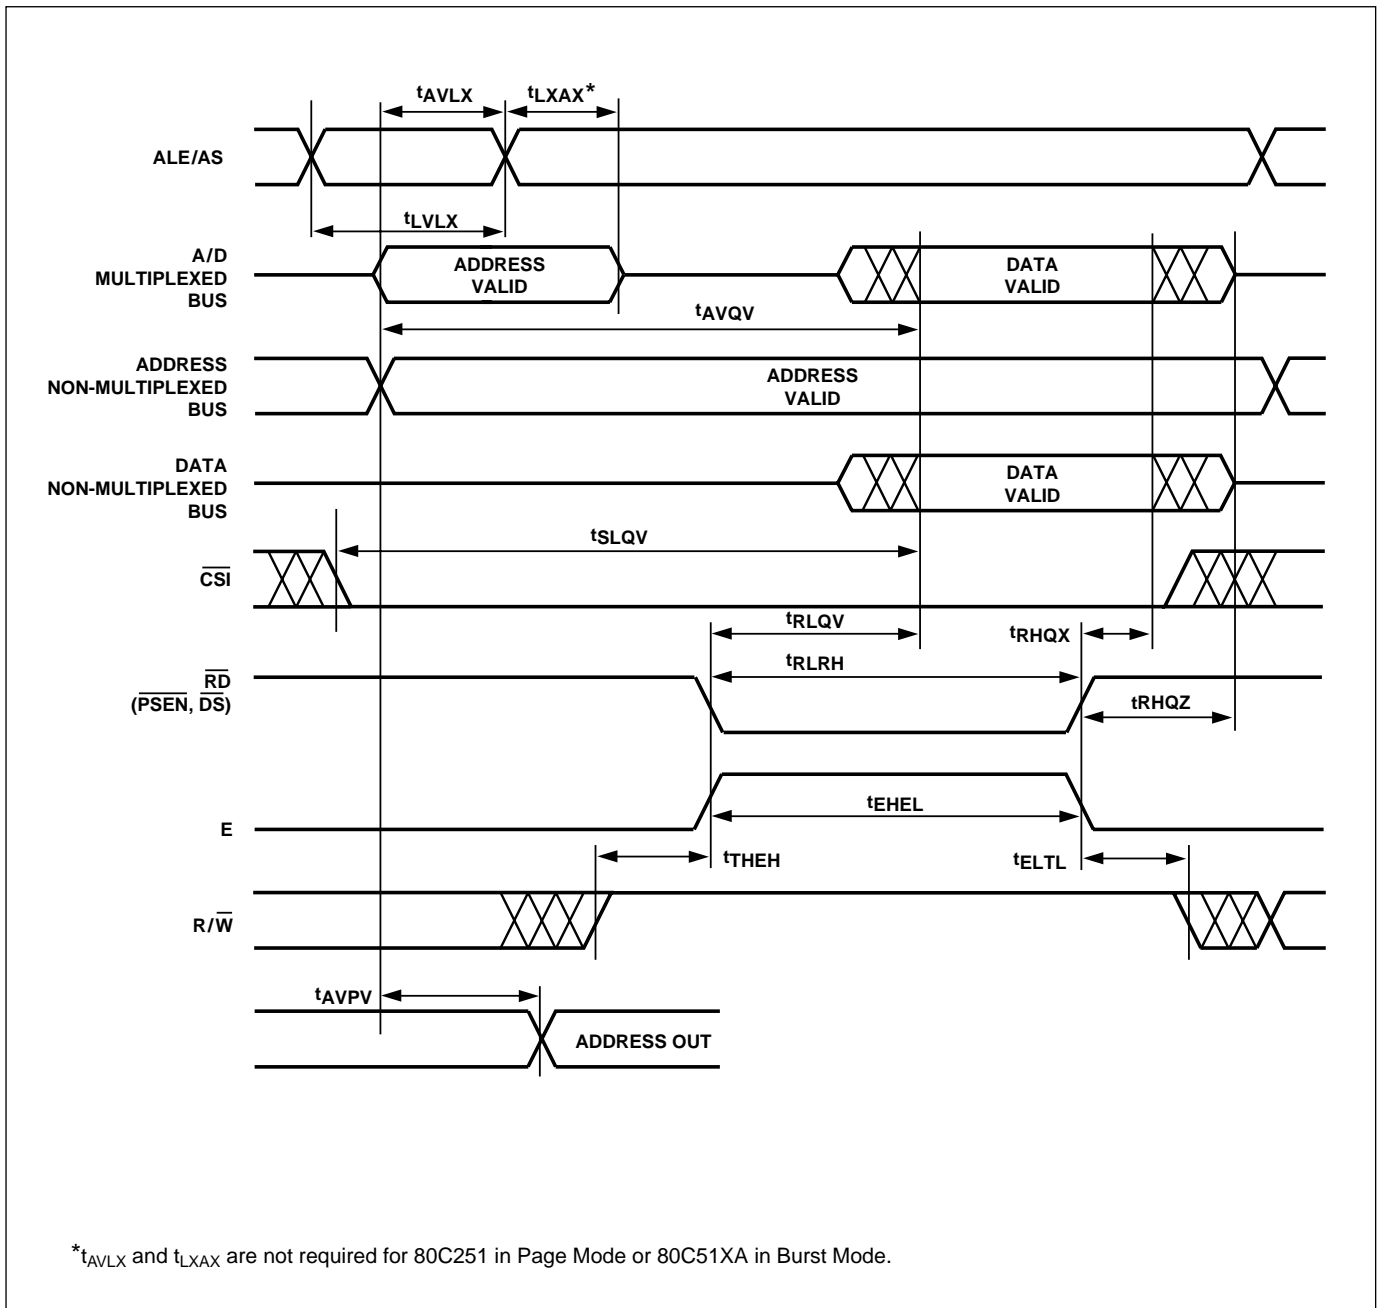 tAVLX
tLXAX*
ALE/AS
tLVLX
A/D
MULTIPLEXED
BUS
ADDRESS
VALID
DATA
VALID
tAVQV
ADDRESS
NON-MULTIPLEXED
BUS
ADDRESS
VALID
DATA
NON-MULTIPLEXED
BUS
DATA
VALID
tSLQV
CSI
tRLQV
tRHQX
tRLRH
RD
(PSEN, DS)
tRHQZ
tEHEL
E
tTHEH
tELTL
R/W
tAVPV
ADDRESS OUT
*tAVLX and tLXAX are not required for 80C251 in Page Mode or 80C51XA in Burst Mode.